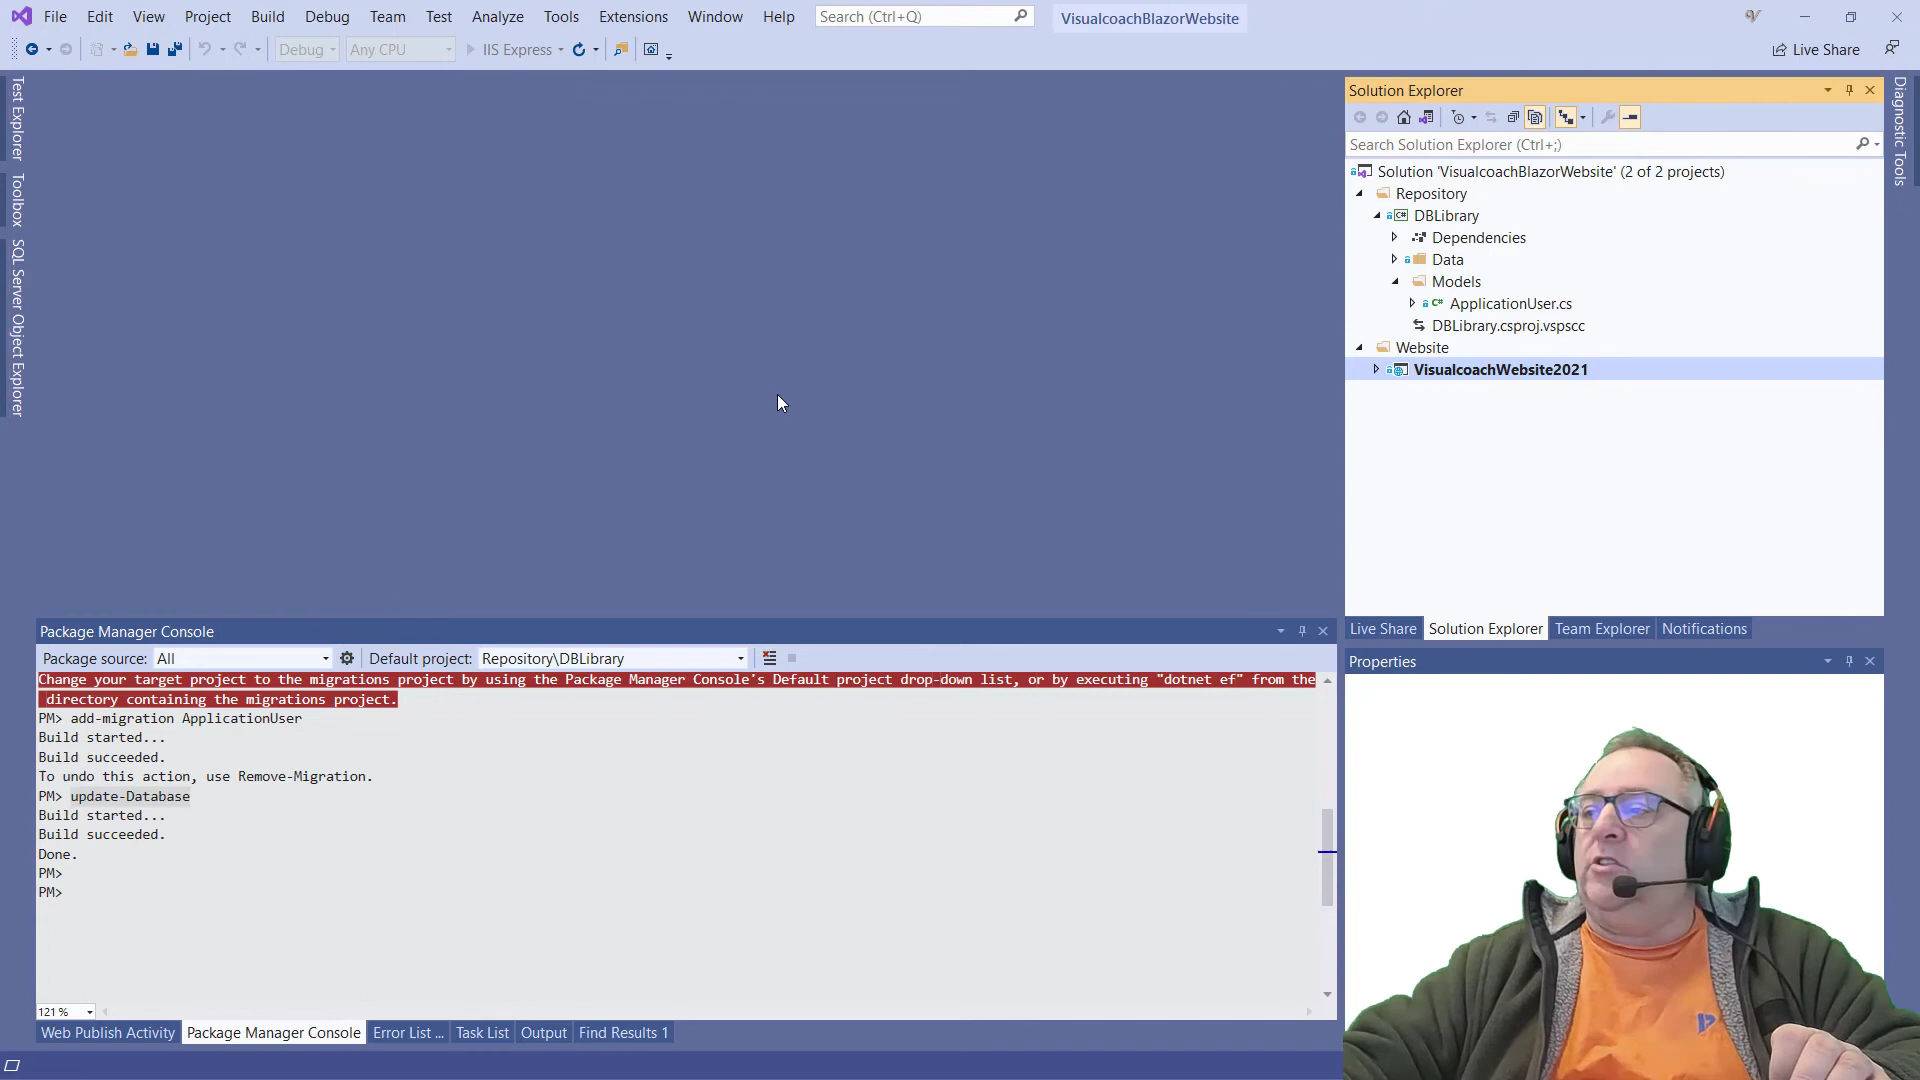 File Edit View Project Build Debug Team Test Analyze Tools Extensions Window Help Search (Ctrl+Q) VisualcoachBlazorWebsite
Debug Any CPU IIS Express Live Share
Test Explorer
Toolbox
SQL Server Object Explorer
Solution Explorer
Search Solution Explorer (Ctrl+;)
Solution 'VisualcoachBlazorWebsite' (2 of 2 projects)
Repository
DBLibrary
Dependencies
Data
Models
ApplicationUser.cs
DBLibrary.csproj.vspscc
Website
VisualcoachWebsite2021
Diagnostic Tools
Live Share Solution Explorer Team Explorer Notifications
Properties
Package Manager Console
Package source: All Default project: Repository\DBLibrary
Change your target project to the migrations project by using the Package Manager Console's Default project drop-down list, or by executing "dotnet ef" from the
directory containing the migrations project.
PM> add-migration ApplicationUser
Build started...
Build succeeded.
To undo this action, use Remove-Migration.
PM> update-Database
Build started...
Build succeeded.
Done.
PM>
PM>
121 %
Web Publish Activity Package Manager Console Error List ... Task List Output Find Results 1